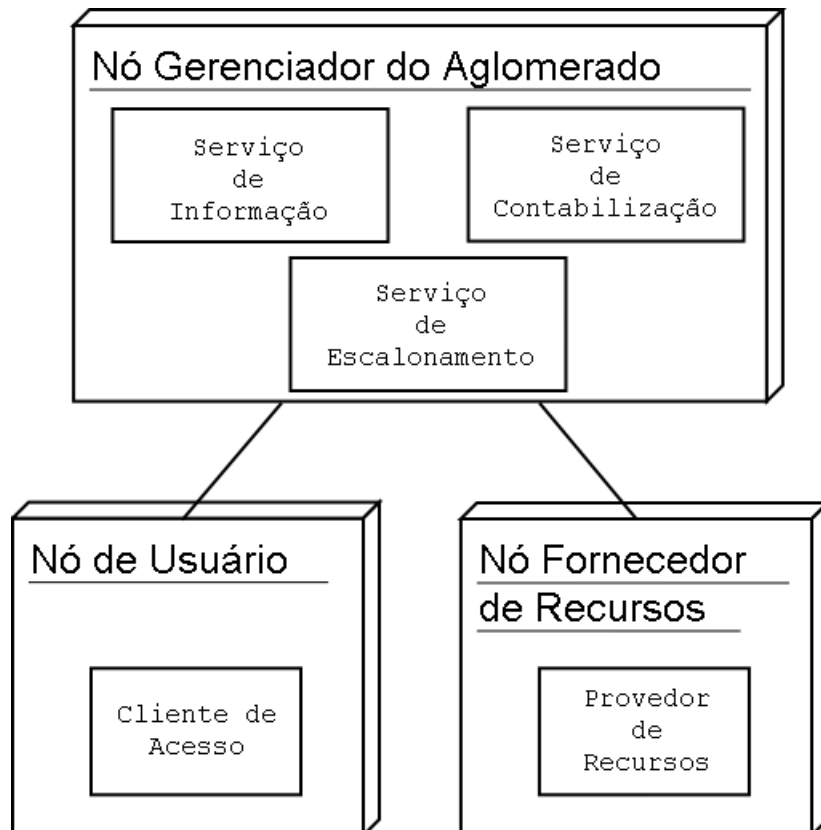 Nó Gerenciador do Aglomerado
Serviço
de
Informação
Serviço
de
Contabilização
Serviço
de
Escalonamento
Nó de Usuário
Cliente de
Acesso
Nó Fornecedor
de Recursos
Provedor
de
Recursos